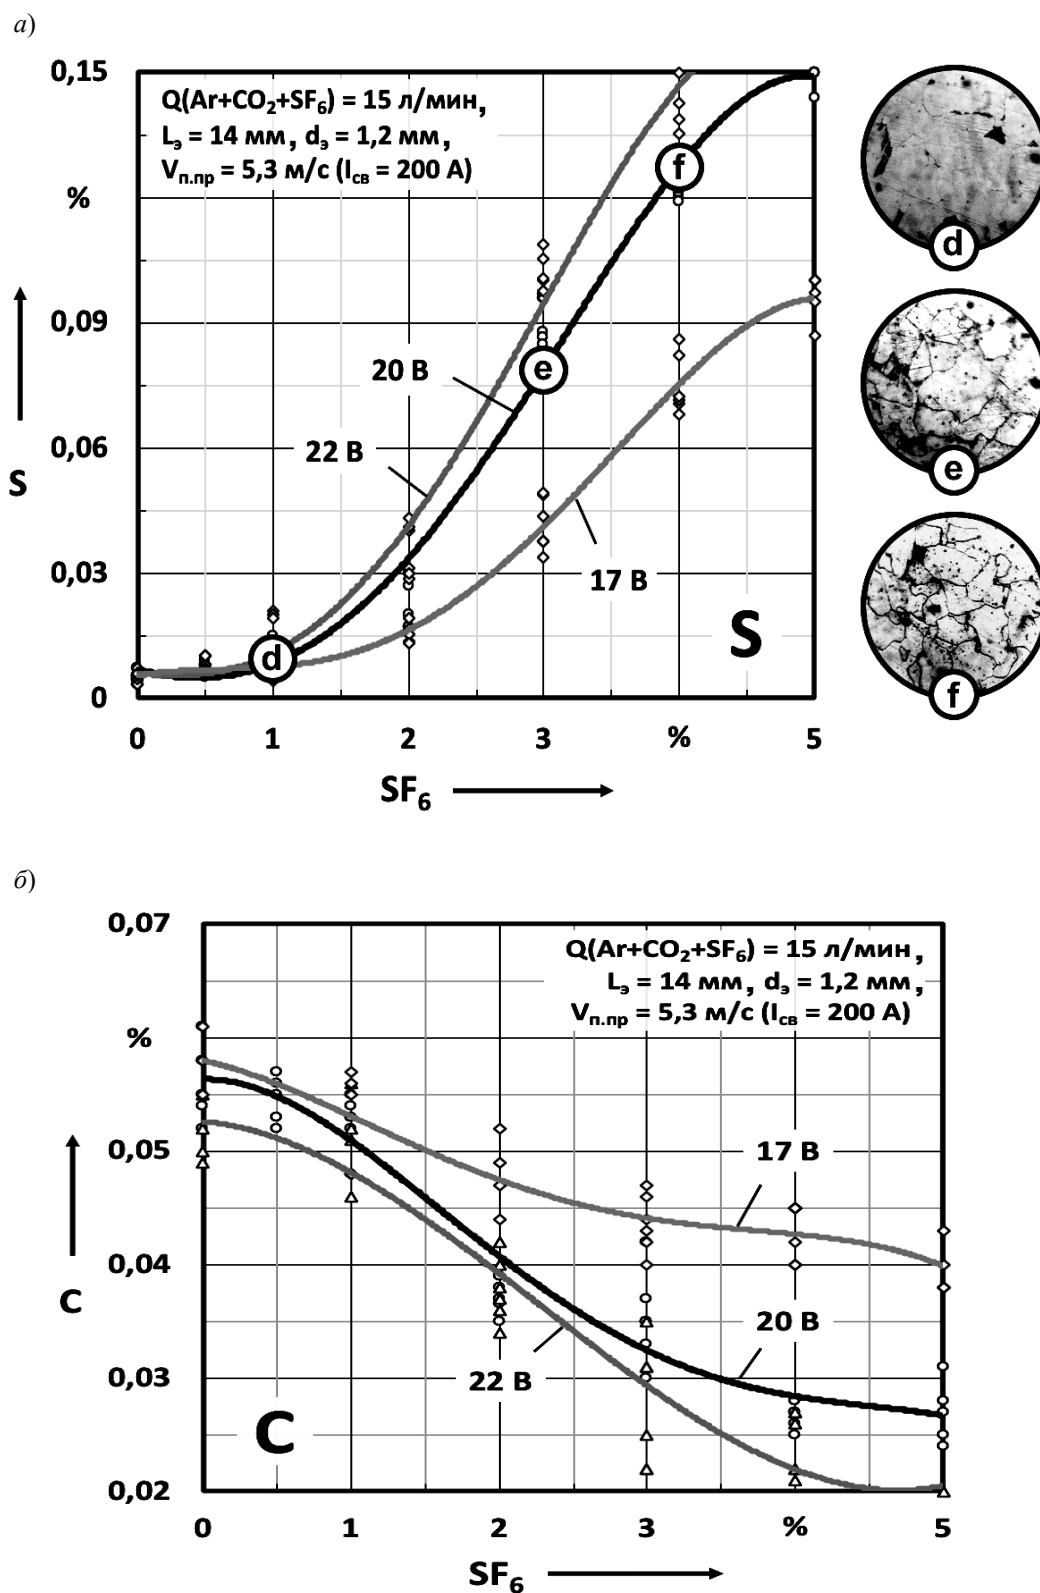 а)
0,15
Q(Ar+CO₂+SF₆) = 15 л/мин,
Lэ = 14 мм, dэ = 1,2 мм,
Vп.пр = 5,3 м/с (Iсв = 200 А)
%
f
d
0,09
20 В
e
e
0,06
22 В
S
0,03
17 В
S
d
f
0
0 1 2 3 % 5
SF₆
б)
0,07
Q(Ar+CO₂+SF₆) = 15 л/мин,
Lэ = 14 мм, dэ = 1,2 мм,
Vп.пр = 5,3 м/с (Iсв = 200 А)
%
0,05
17 В
0,04
C
20 В
0,03
22 В
C
0,02
0 1 2 3 % 5
SF₆